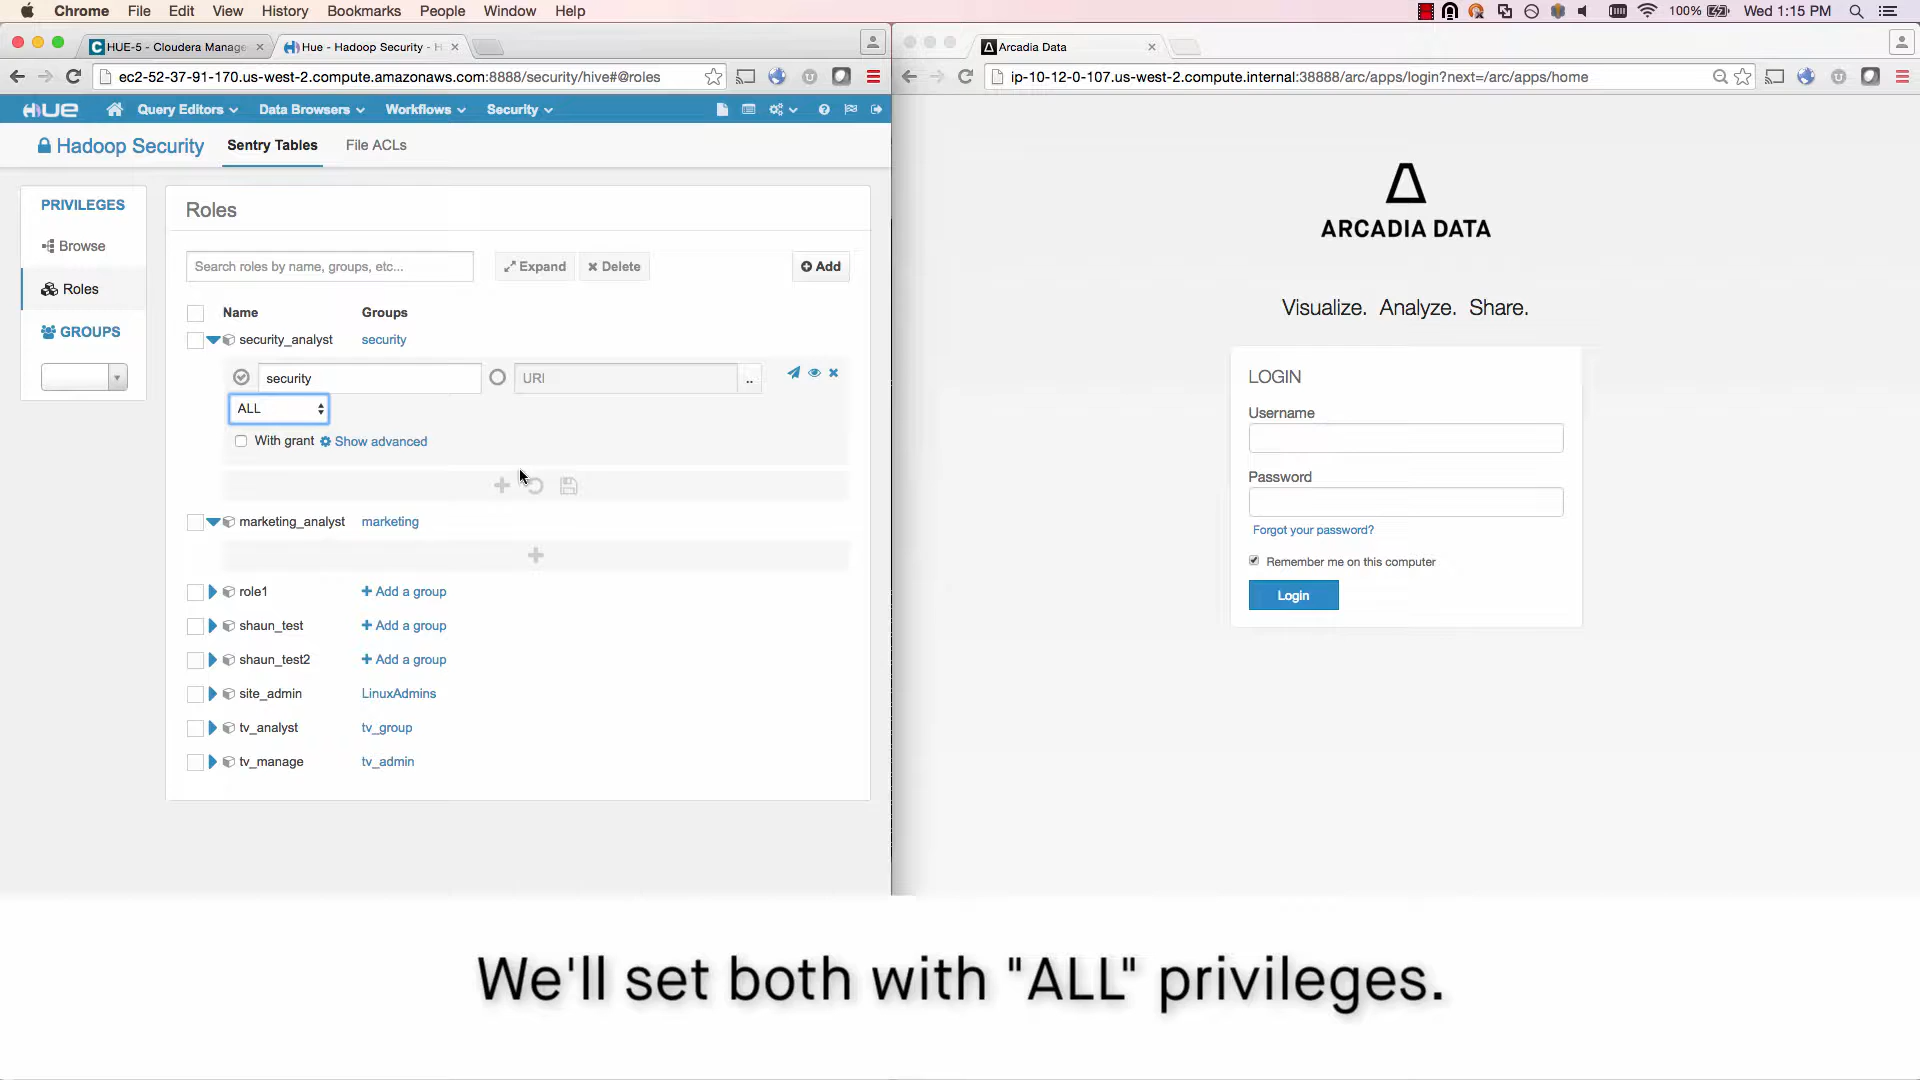 Chrome File Edit View History Bookmarks People Window Help
100% Wed 1:15 PM
HUE-5 - Cloudera Manage
Hue - Hadoop Security - H
Arcadia Data
ec2-52-37-91-170.us-west-2.compute.amazonaws.com:8888/security/hive#@roles
ip-10-12-0-107.us-west-2.compute.internal:38888/arc/apps/login?next=/arc/apps/home
HUE Query Editors Data Browsers Workflows Security
Hadoop Security Sentry Tables File ACLs
PRIVILEGES
Browse
Roles
GROUPS
Roles
Search roles by name, groups, etc...
Expand
Delete
Add
Name Groups
security_analyst security
security
URI
..
ALL
With grant Show advanced
marketing_analyst marketing
role1 Add a group
shaun_test Add a group
shaun_test2 Add a group
site_admin LinuxAdmins
tv_analyst tv_group
tv_manage tv_admin
ARCADIA DATA
Visualize. Analyze. Share.
LOGIN
Username
Password
Forgot your password?
Remember me on this computer
Login
We'll set both with "ALL" privileges.